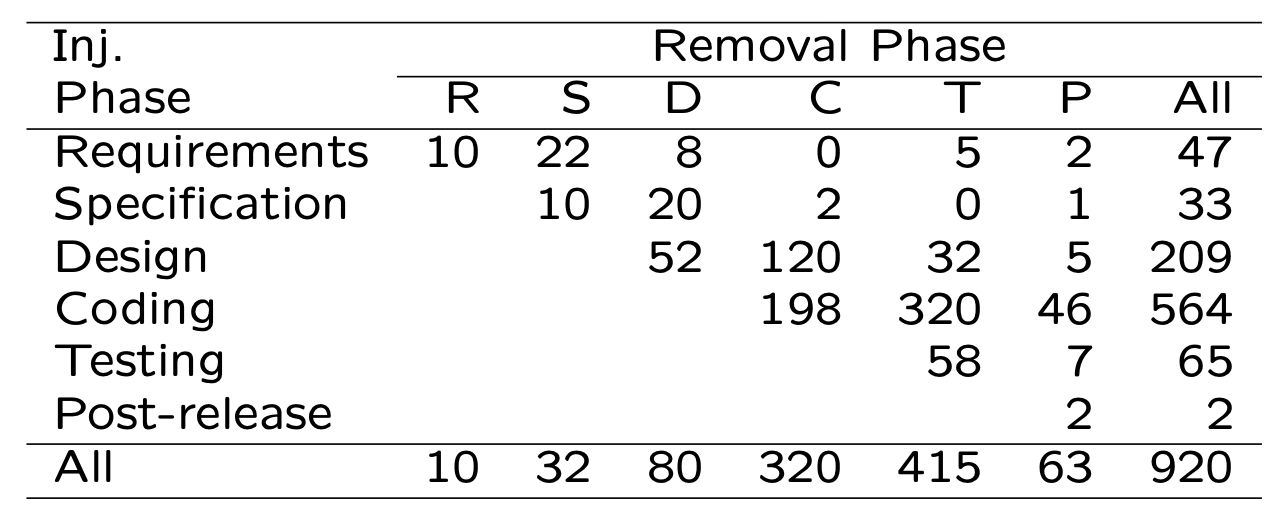 Inj. Removal Phase
Phase R S D C T P All
Requirements 10 22 8 0 5 2 47
Specification 10 20 2 0 1 33
Design 52 120 32 5 209
Coding 198 320 46 564
Testing 58 7 65
Post-release 2 2
All 10 32 80 320 415 63 920